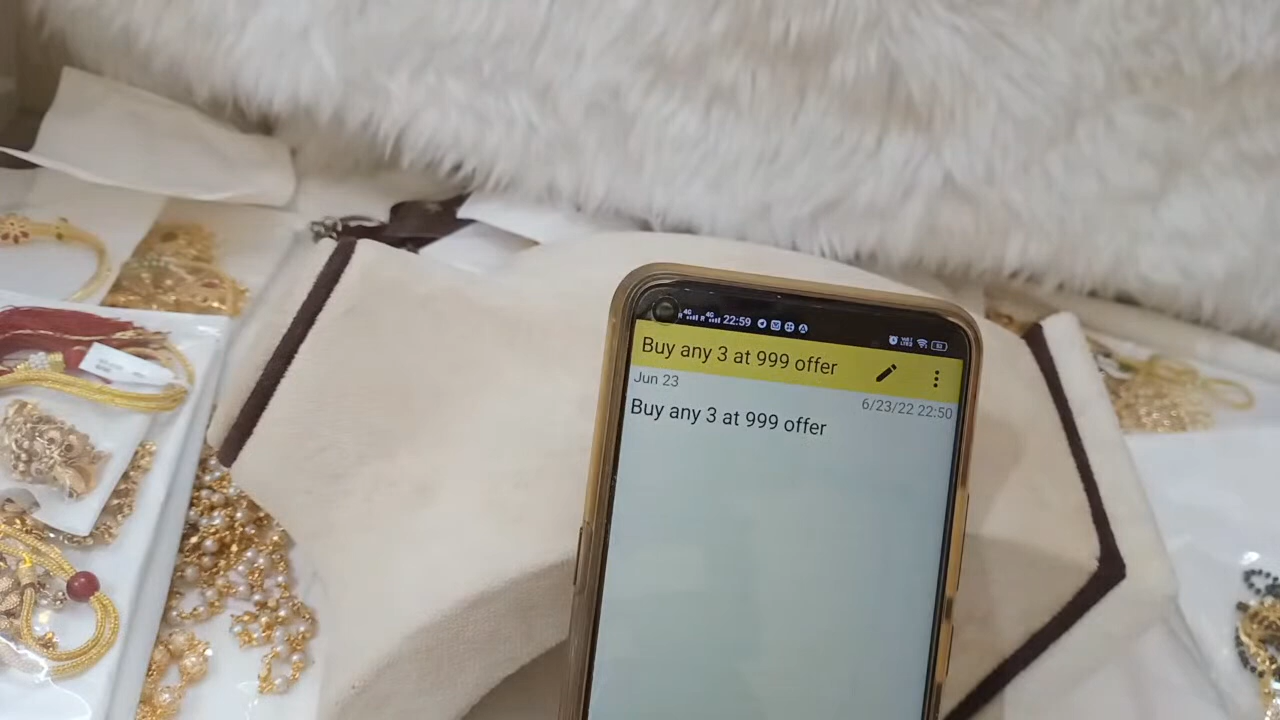 22:59
Buy any 3 at 999 offer
Jun 23
6/23/22 22:50
Buy any 3 at 999 offer